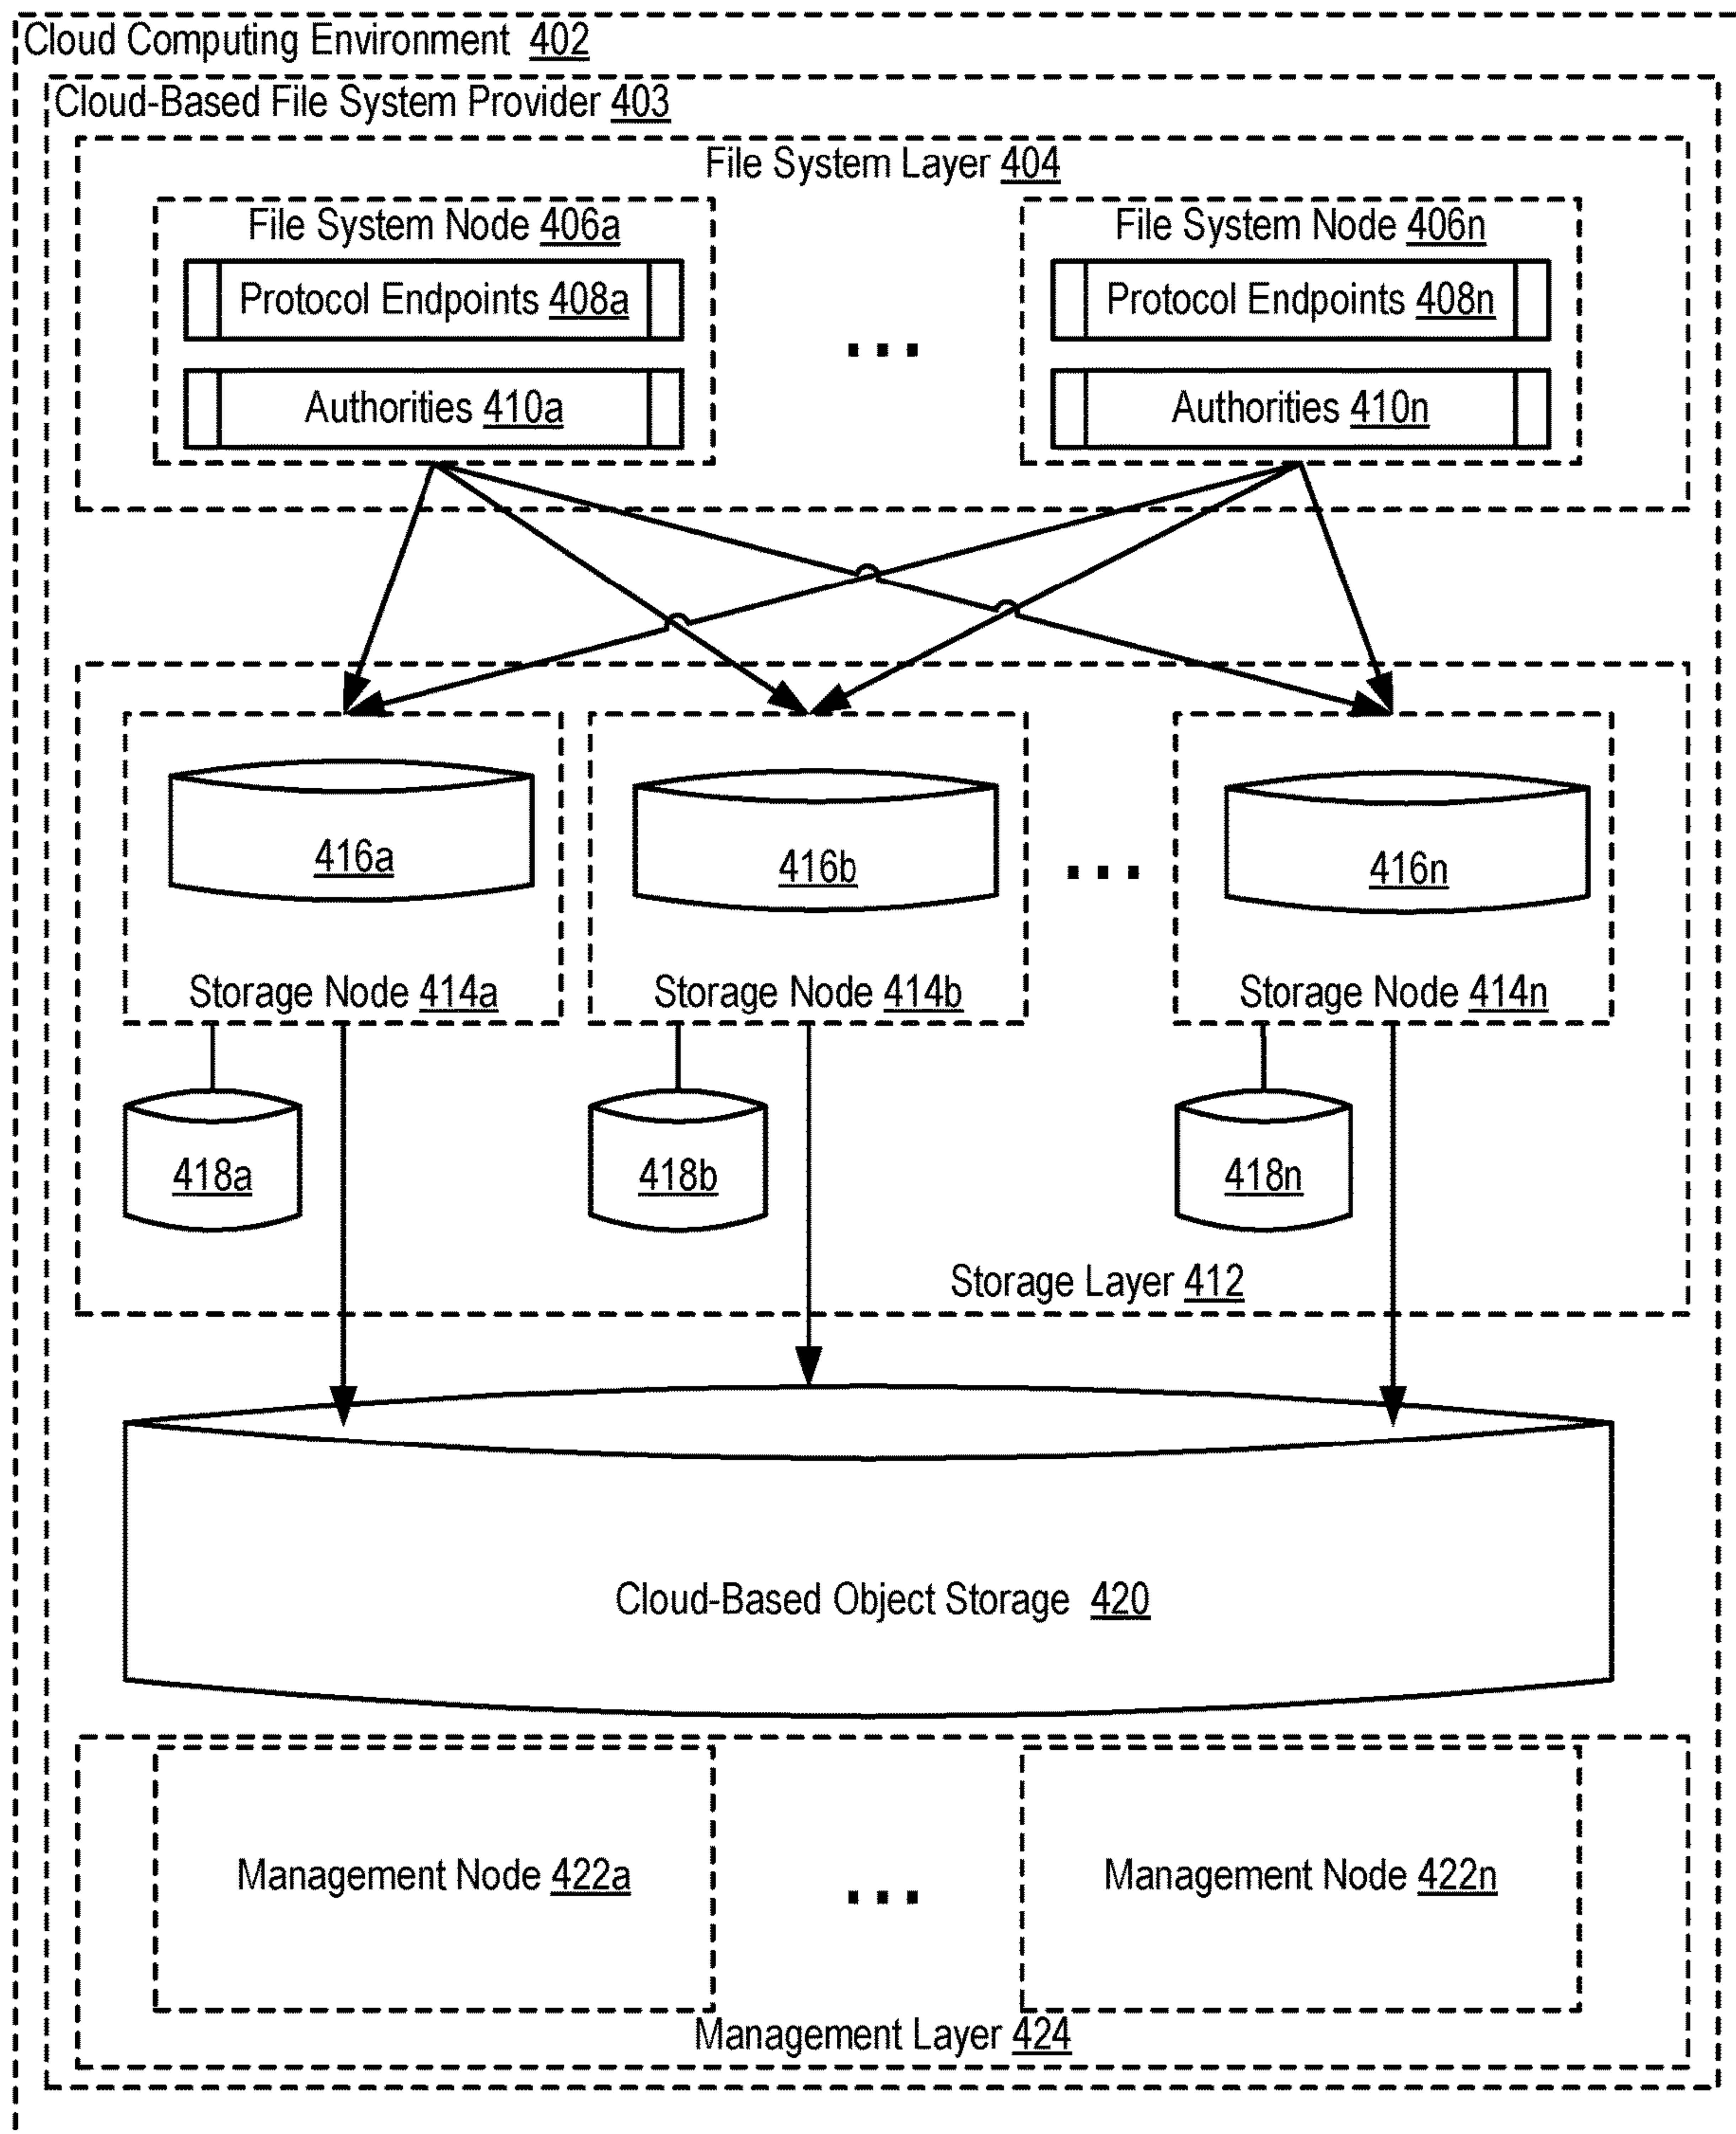 Cloud Computing Environment 402
Cloud-Based File System Provider 403
File System Layer 404
File System Node 406a
File System Node 406n
Protocol Endpoints 408a
Protocol Endpoints 408n
...
Authorities 410a
Authorities 410n
416a
416b
...
416n
Storage Node 414a
Storage Node 414b
Storage Node 414n
418a
418b
418n
Storage Layer 412
Cloud-Based Object Storage 420
Management Node 422a
...
Management Node 422n
Management Layer 424